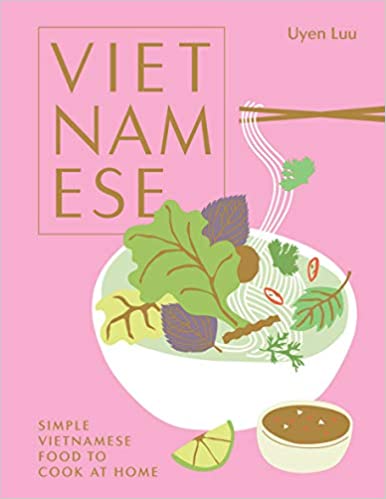 Uyen Luu
VIET
NAM
ESE
SIMPLE
VIETNAMESE
FOOD TO
COOK AT HOME